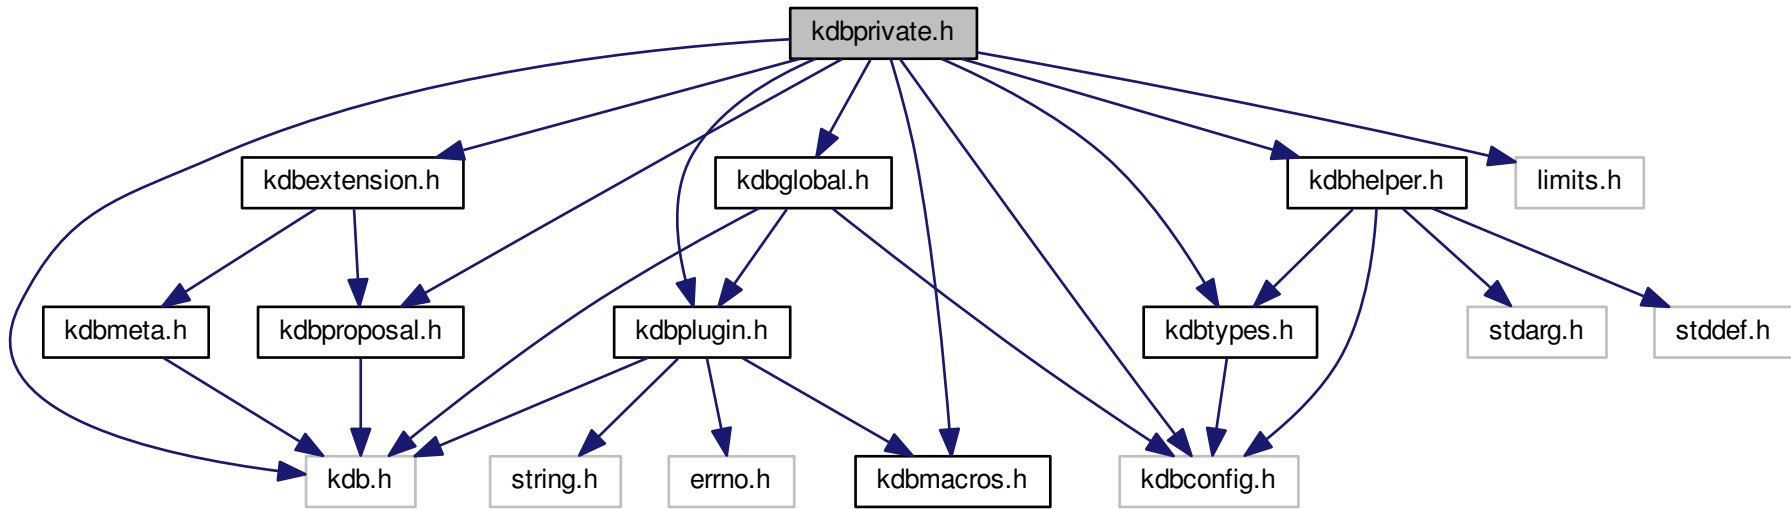 kdbprivate.h
kdbextension.h
kdbglobal.h
kdbhelper.h
limits.h
kdbmeta.h
kdbproposal.h
kdbplugin.h
kdbtypes.h
stdarg.h
stddef.h
kdb.h
string.h
errno.h
kdbmacros.h
kdbconfig.h